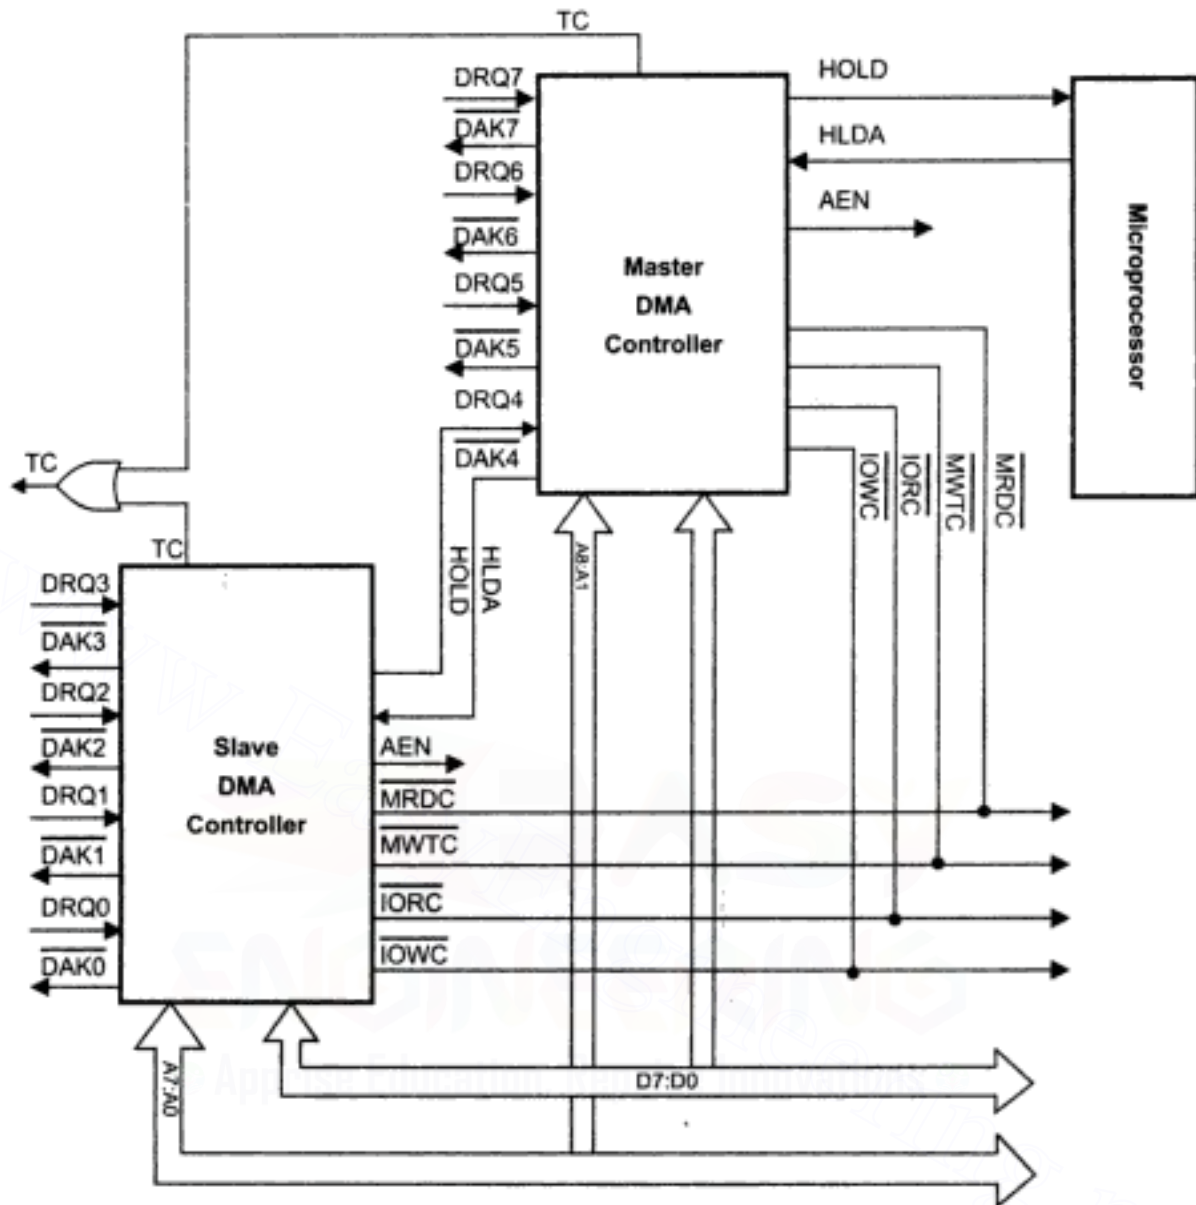 TC
DRQ7
DAK7
DRQ6
DAK6
DRQ5
DAK5
DRQ4
DAK4
Master
DMA
Controller
HOLD
HLDA
AEN
Microprocessor
IOWC
IORC
MWTC
MRDC
TC
TC
HOLD
HLDA
A8:A1
DRQ3
DAK3
DRQ2
DAK2
DRQ1
DAK1
DRQ0
DAK0
Slave
DMA
Controller
AEN
MRDC
MWTC
IORC
IOWC
A7:A0
D7:D0
ENGINEERING